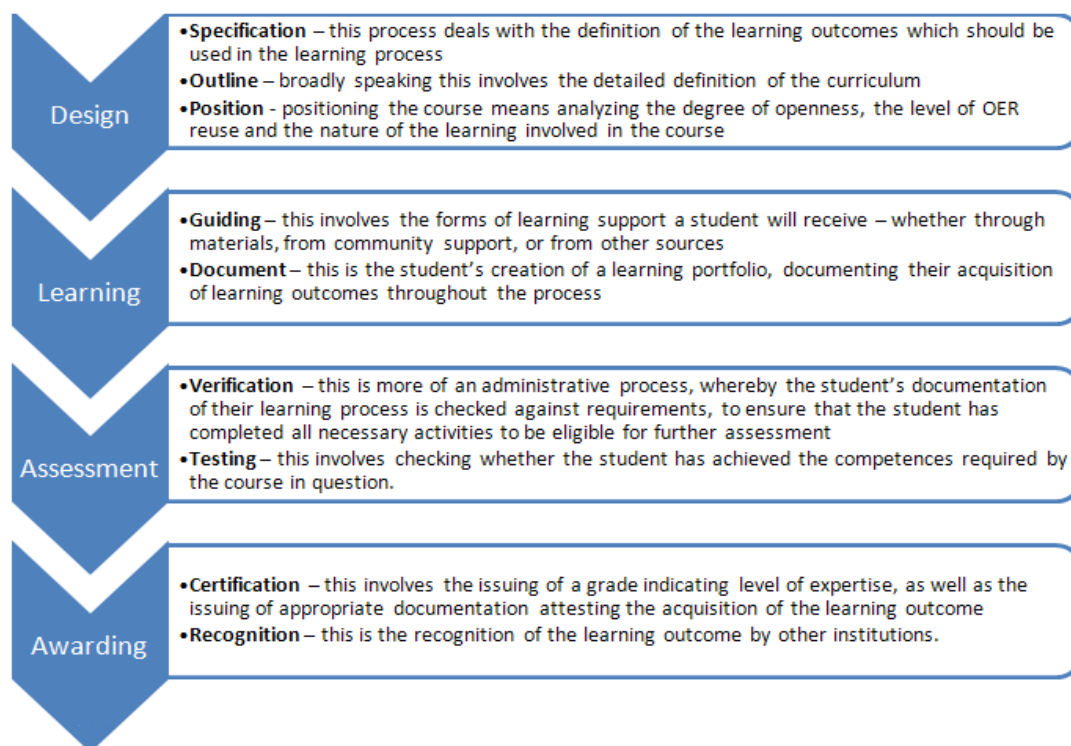 Design
•Specification – this process deals with the definition of the learning outcomes which should be
used in the learning process
•Outline – broadly speaking this involves the detailed definition of the curriculum
•Position - positioning the course means analyzing the degree of openness, the level of OER
reuse and the nature of the learning involved in the course
Learning
•Guiding – this involves the forms of learning support a student will receive – whether through
materials, from community support, or from other sources
•Document – this is the student’s creation of a learning portfolio, documenting their acquisition
of learning outcomes throughout the process
Assessment
•Verification – this is more of an administrative process, whereby the student’s documentation
of their learning process is checked against requirements, to ensure that the student has
completed all necessary activities to be eligible for further assessment
•Testing – this involves checking whether the student has achieved the competences required by
the course in question.
Awarding
•Certification – this involves the issuing of a grade indicating level of expertise, as well as the
issuing of appropriate documentation attesting the acquisition of the learning outcome
•Recognition – this is the recognition of the learning outcome by other institutions.